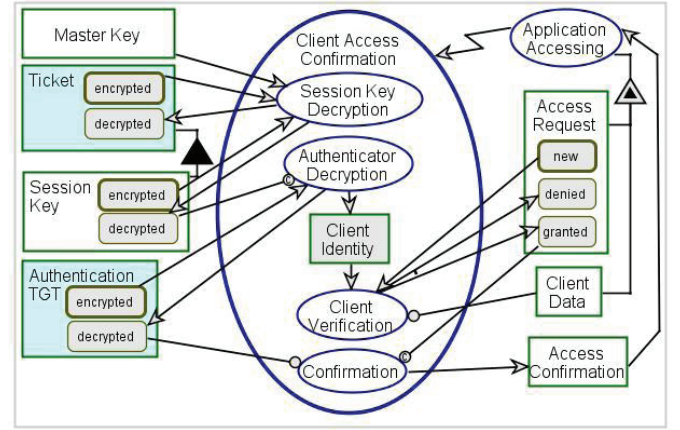 Master Key
Ticket
encrypted
decrypted
Session
Key
encrypted
decrypted
Authentication
TGT
encrypted
decrypted
Client Access
Confirmation
Session Key
Decryption
Authenticator
Decryption
c
Client
Identity
Client
Verification
Confirmation
c
Application
Accessing
Access
Request
new
denied
granted
Client
Data
Access
Confirmation